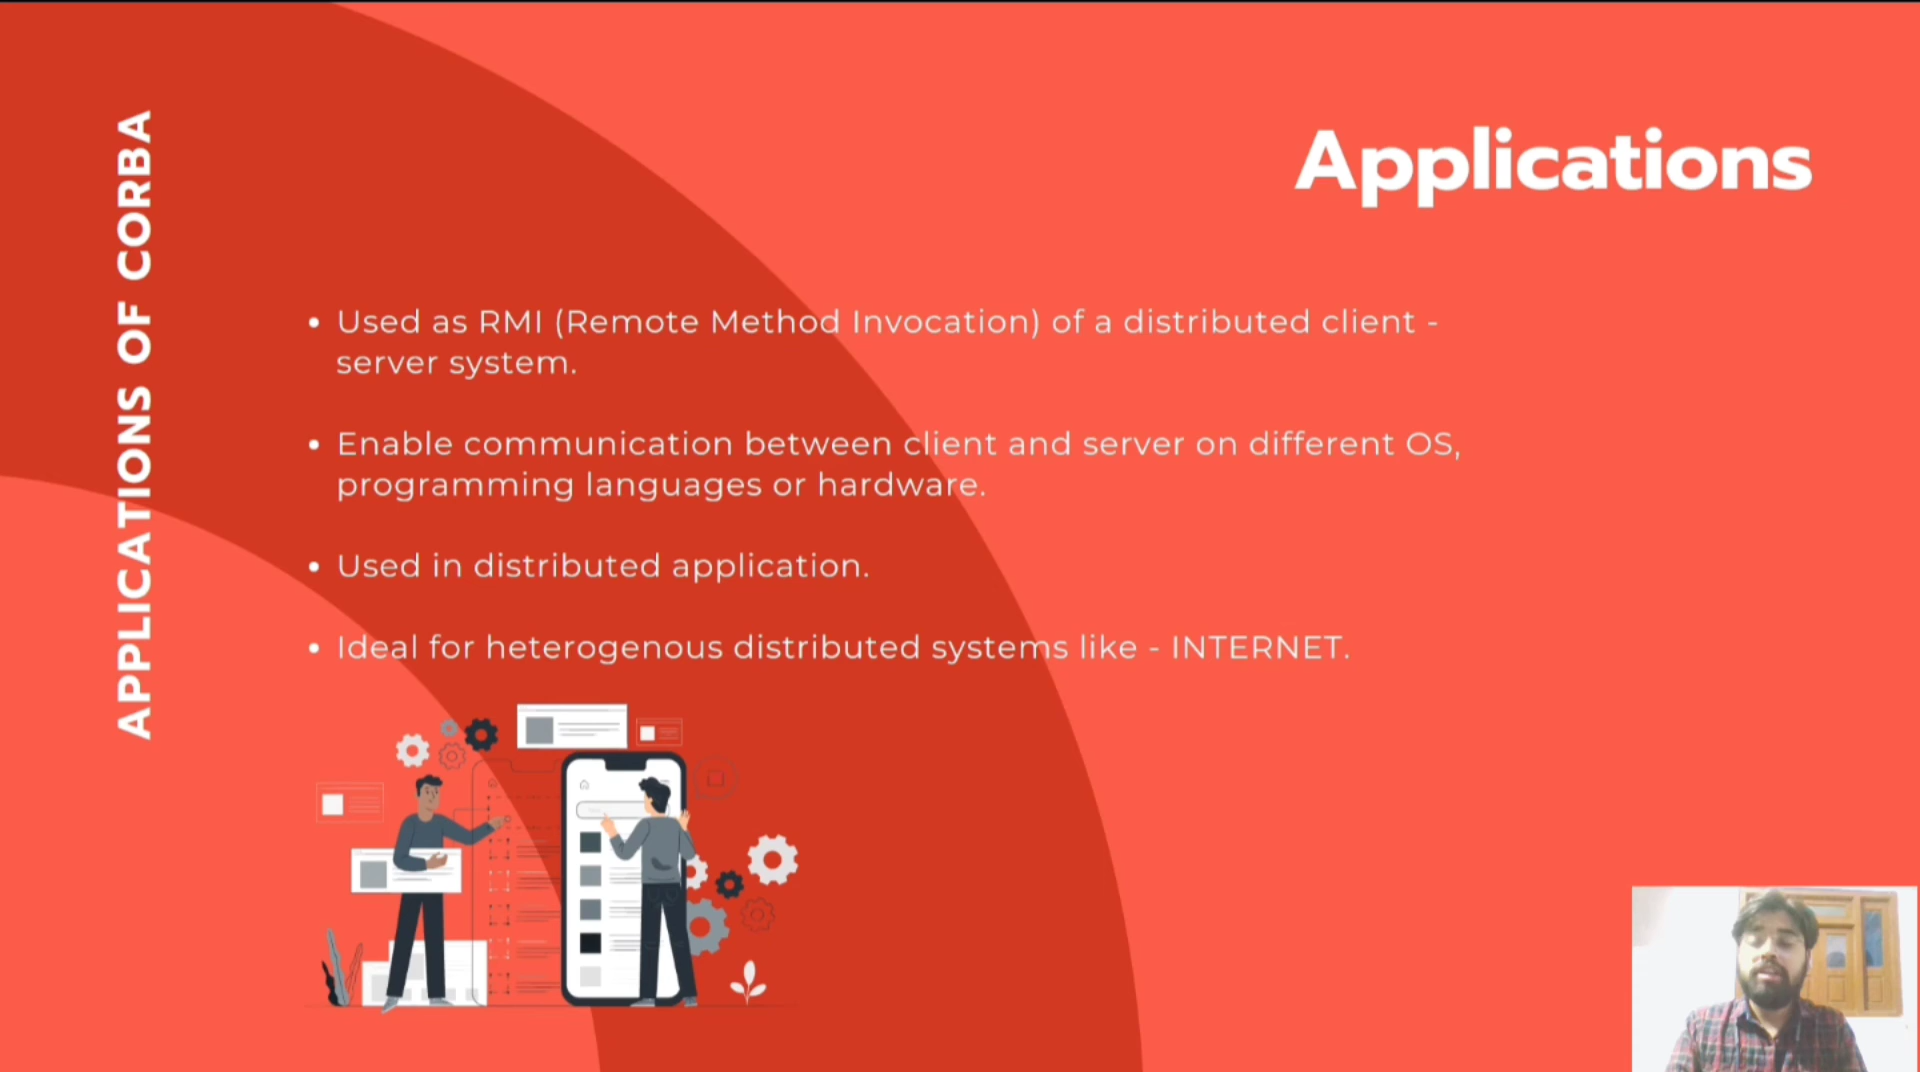 APPLICATIONS OF CORBA
Applications
• Used as RMI (Remote Method Invocation) of a distributed client -
server system.
• Enable communication between client and server on different OS,
programming languages or hardware.
• Used in distributed application.
• Ideal for heterogenous distributed systems like - INTERNET.